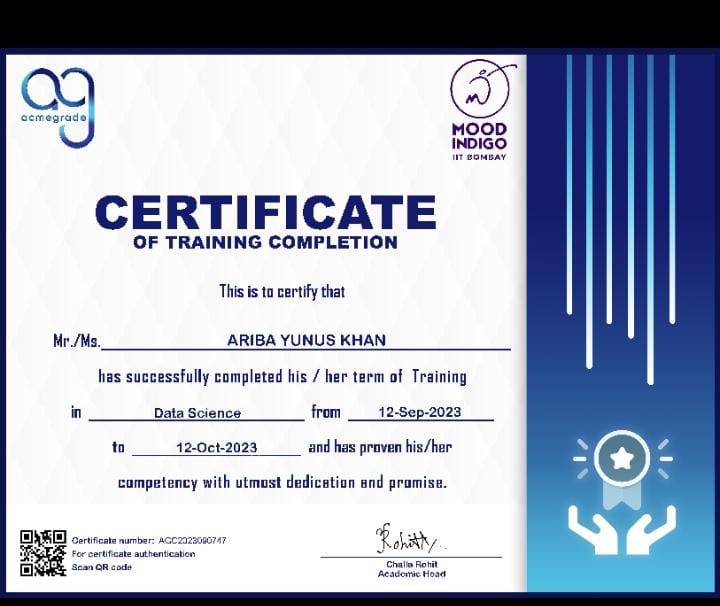 acmegrade
MOOD
INDIGO
IIT BOMBAY
CERTIFICATE
OF TRAINING COMPLETION
This is to certify that
Mr./Ms. ARIBA YUNUS KHAN
has successfully completed his / her term of Training
in Data Science from 12-Sep-2023
to 12-Oct-2023 and has proven his/her
competency with utmost dedication and promise.
Certificate number: AGC2023090747
For certificate authentication
Scan QR code
Rohitt
Challa Rohit
Academic Head